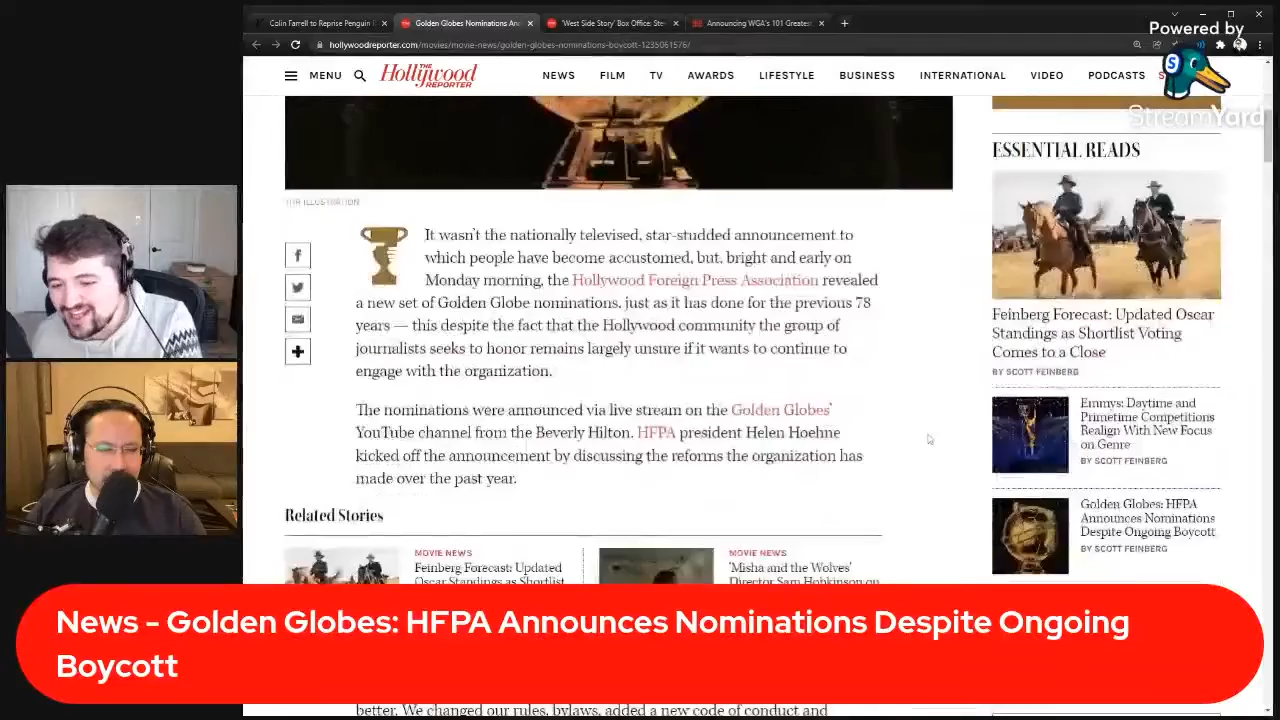 Colin Farrell to Reprise Penguin
Golden Globes Nominations An
'West Side Story' Box Office: Ste
Announcing WGA's 101 Greates
Powered by
StreamYard
hollywoodreporter.com/movies/movie-news/golden-globes-nominations-boycott-1235061576/
MENU
THE
Hollywood
REPORTER
NEWS
FILM
TV
AWARDS
LIFESTYLE
BUSINESS
INTERNATIONAL
VIDEO
PODCASTS
THR ILLUSTRATION
It wasn't the nationally televised, star-studded announcement to
which people have become accustomed, but, bright and early on
Monday morning, the Hollywood Foreign Press Association revealed
a new set of Golden Globe nominations, just as it has done for the previous 78
years — this despite the fact that the Hollywood community the group of
journalists seeks to honor remains largely unsure if it wants to continue to
engage with the organization.
The nominations were announced via live stream on the Golden Globes'
YouTube channel from the Beverly Hilton. HFPA president Helen Hoehne
kicked off the announcement by discussing the reforms the organization has
made over the past year.
Related Stories
MOVIE NEWS
Feinberg Forecast: Updated
Oscar Standings as Shortlist
MOVIE NEWS
'Misha and the Wolves'
Director Sam Hobkinson on
ESSENTIAL READS
Feinberg Forecast: Updated Oscar
Standings as Shortlist Voting
Comes to a Close
BY SCOTT FEINBERG
Emmys: Daytime and
Primetime Competitions
Realign With New Focus
on Genre
BY SCOTT FEINBERG
Golden Globes: HFPA
Announces Nominations
Despite Ongoing Boycott
BY SCOTT FEINBERG
News - Golden Globes: HFPA Announces Nominations Despite Ongoing
Boycott
better. We changed our rules, bylaws, added a new code of conduct and